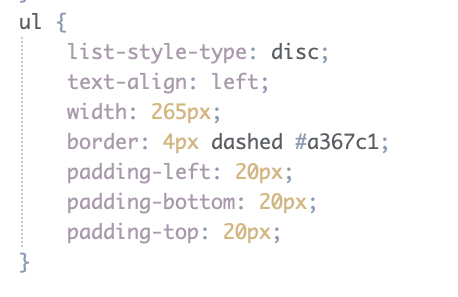 ul {
list-style-type: disc;
text-align: left;
width: 265px;
border: 4px dashed #a367c1;
padding-left: 20px;
padding-bottom: 20px;
padding-top: 20px;
}